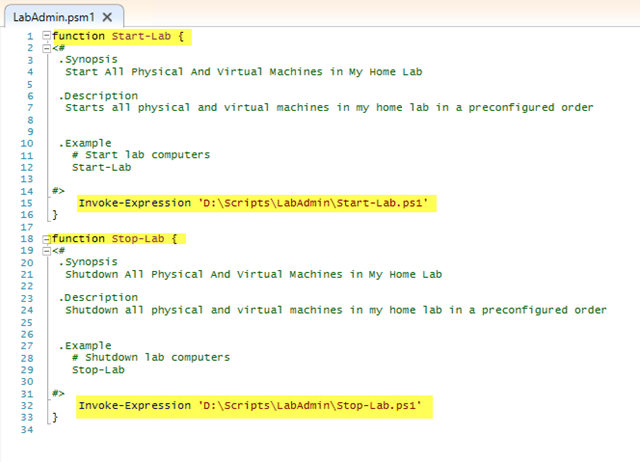 LabAdmin.psm1
1 function Start-Lab {
2 <#
3 .Synopsis
4 Start All Physical And Virtual Machines in My Home Lab
5
6 .Description
7 Starts all physical and virtual machines in my home lab in a preconfigured order
8
9
10 .Example
11 # Start lab computers
12 Start-Lab
13
14 #>
15 Invoke-Expression 'D:\Scripts\LabAdmin\Start-Lab.ps1'
16 }
17
18 function Stop-Lab {
19 <#
20 .Synopsis
21 Shutdown All Physical And Virtual Machines in My Home Lab
22
23 .Description
24 Shutdown all physical and virtual machines in my home lab in a preconfigured order
25
26
27 .Example
28 # Shutdown lab computers
29 Stop-Lab
30
31 #>
32 Invoke-Expression 'D:\Scripts\LabAdmin\Stop-Lab.ps1'
33 }
34